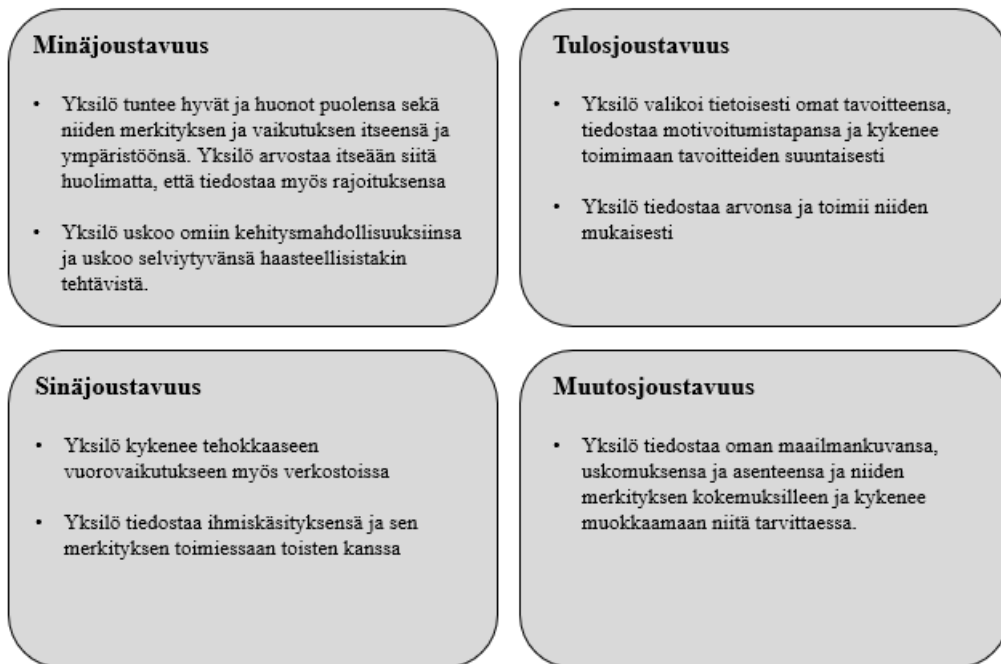 Minäjoustavuus
• Yksilö tuntee hyvät ja huonot puolensa sekä
niiden merkityksen ja vaikutuksen itseensä ja
ympäristöönsä. Yksilö arvostaa itseään siitä
huolimatta, että tiedostaa myös rajoituksensa
• Yksilö uskoo omiin kehitysmahdollisuuksiinsa
ja uskoo selviytyvänsä haasteellisistakin
tehtävistä.
Tulosjoustavuus
• Yksilö valikoi tietoisesti omat tavoitteensa,
tiedostaa motivoitumistapansa ja kykenee
toimimaan tavoitteiden suuntaisesti
• Yksilö tiedostaa arvonsa ja toimii niiden
mukaisesti
Sinäjoustavuus
• Yksilö kykenee tehokkaaseen
vuorovaikutukseen myös verkostoissa
• Yksilö tiedostaa ihmiskäsityksensä ja sen
merkityksen toimiessaan toisten kanssa
Muutosjoustavuus
• Yksilö tiedostaa oman maailmankuvansa,
uskomuksensa ja asenteensa ja niiden
merkityksen kokemuksilleen ja kykenee
muokkaamaan niitä tarvittaessa.